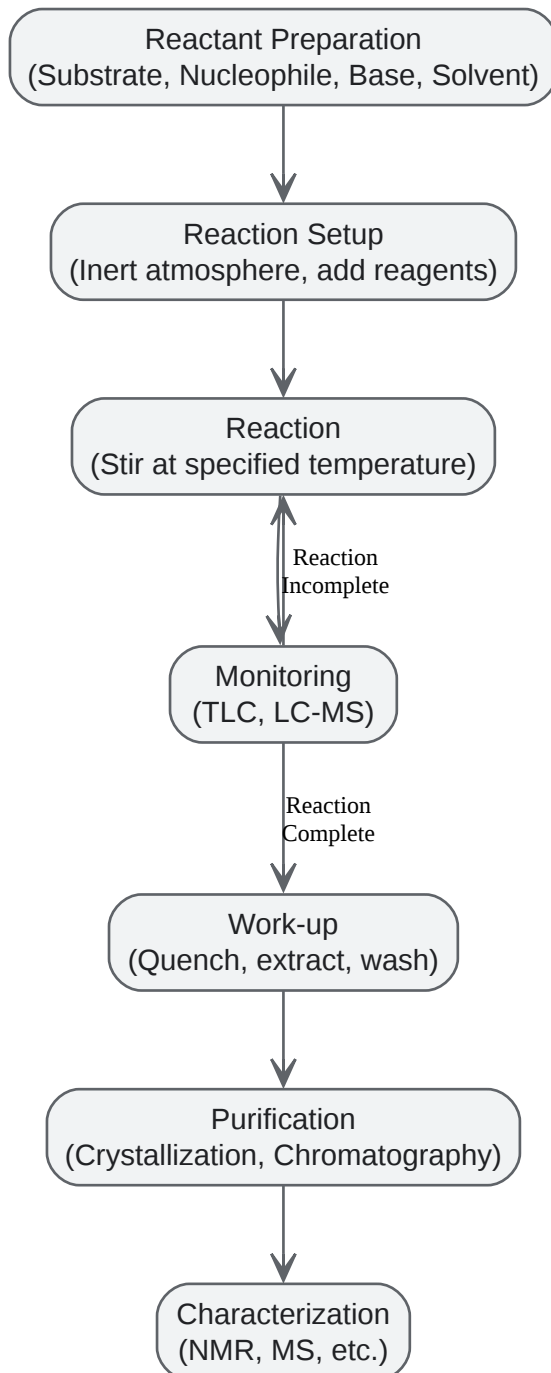 Reactant Preparation
(Substrate, Nucleophile, Base, Solvent)
Reaction Setup
(Inert atmosphere, add reagents)
Reaction
(Stir at specified temperature)
Reaction
Incomplete
Monitoring
(TLC, LC-MS)
Reaction
Complete
Work-up
(Quench, extract, wash)
Purification
(Crystallization, Chromatography)
Characterization
(NMR, MS, etc.)